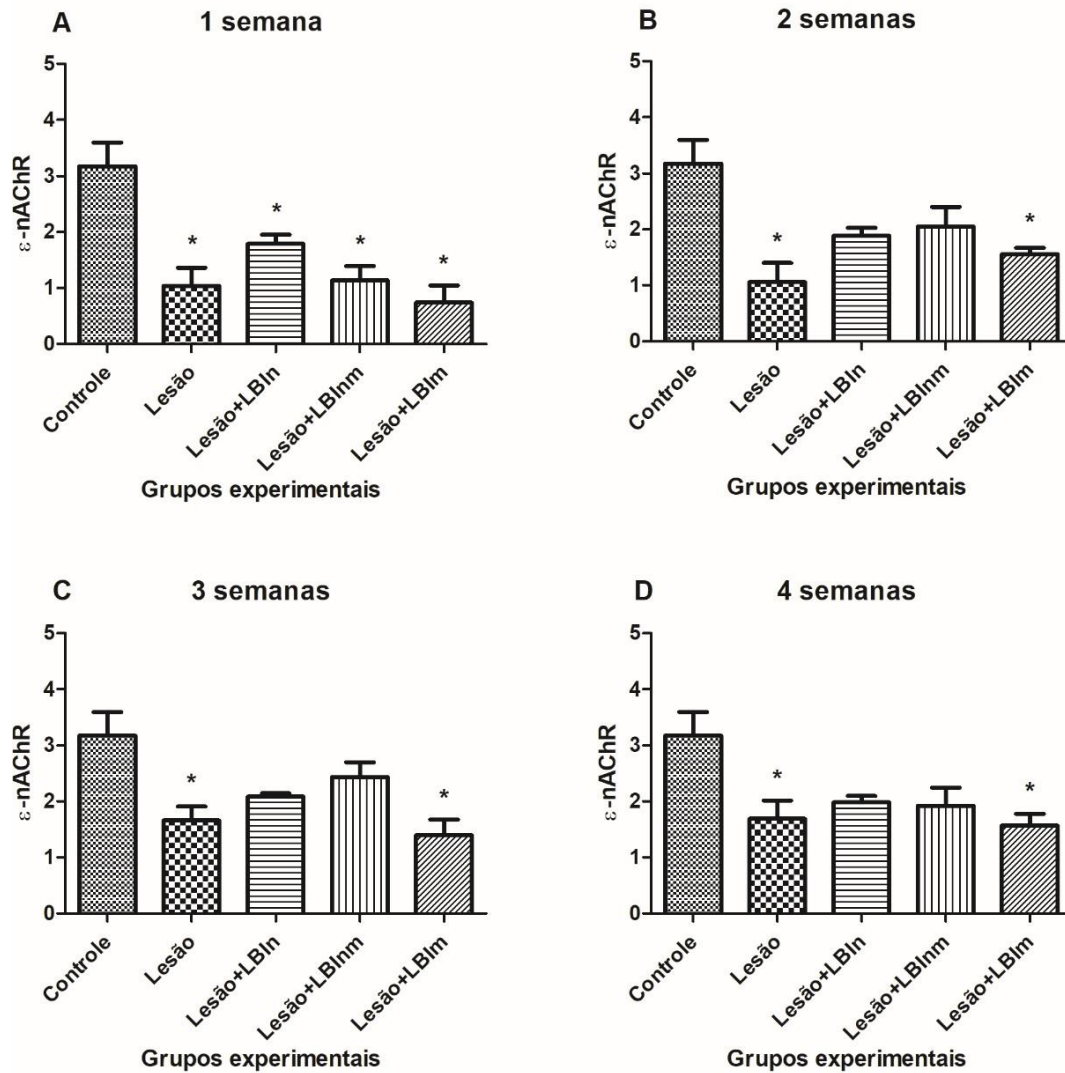 A
1 semana
ε-nAChR
5
4
3
2
1
0
*
*
*
*
Controle
Lesão
Lesão+LBIn
Lesão+LBInm
Lesão+LBIm
Grupos experimentais
B
2 semanas
ε-nAChR
5
4
3
2
1
0
*
*
Controle
Lesão
Lesão+LBIn
Lesão+LBInm
Lesão+LBIm
Grupos experimentais
C
3 semanas
ε-nAChR
5
4
3
2
1
0
*
*
Controle
Lesão
Lesão+LBIn
Lesão+LBInm
Lesão+LBIm
Grupos experimentais
D
4 semanas
ε-nAChR
5
4
3
2
1
0
*
*
Controle
Lesão
Lesão+LBIn
Lesão+LBInm
Lesão+LBIm
Grupos experimentais